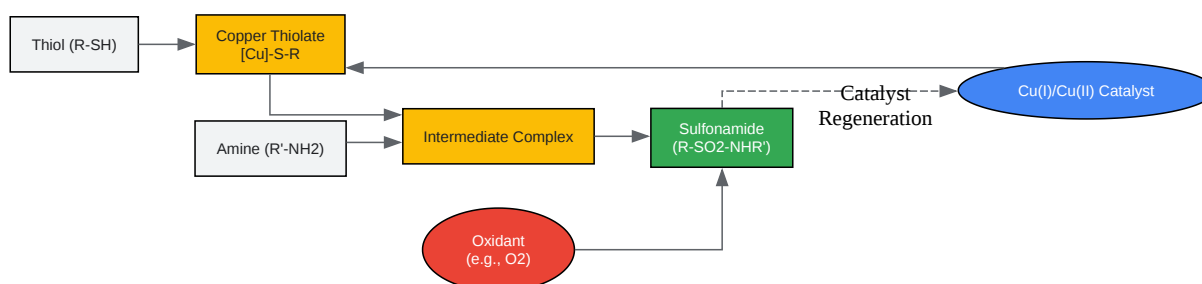 Thiol (R-SH)
Copper Thiolate
[Cu]-S-R
Amine (R'-NH2)
Intermediate Complex
Sulfonamide
(R-SO2-NHR')
Catalyst
Regeneration
Cu(I)/Cu(II) Catalyst
Oxidant
(e.g., O2)